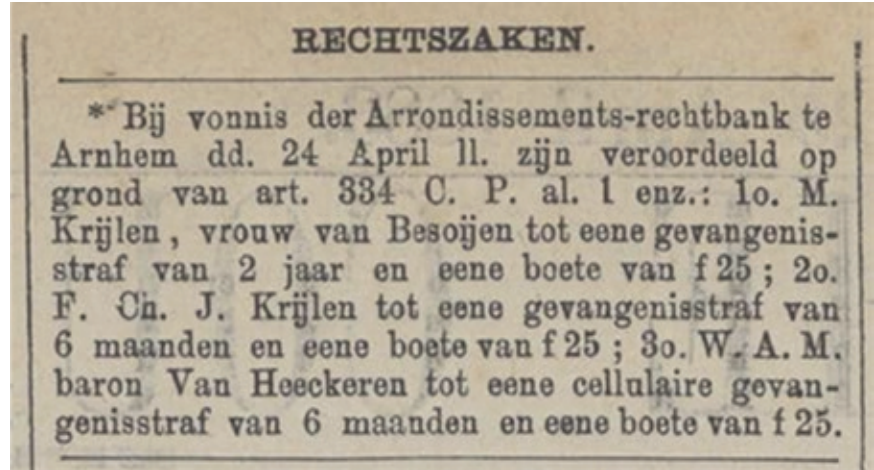 RECHTSZAKEN.
* Bij vonnis der Arrondissements-rechtbank te
Arnhem dd. 24 April ll. zijn veroordeeld op
grond van art. 334 C. P. al. 1 enz.: 1o. M.
Krijlen, vrouw van Besoijen tot eene gevangenis-
straf van 2 jaar en eene boete van f 25; 2o.
F. Ch. J. Krijlen tot eene gevangenisstraf van
6 maanden en eene boete van f 25; 3o. W. A. M.
baron Van Heeckeren tot eene cellulaire gevan-
genisstraf van 6 maanden en eene boete van f 25.